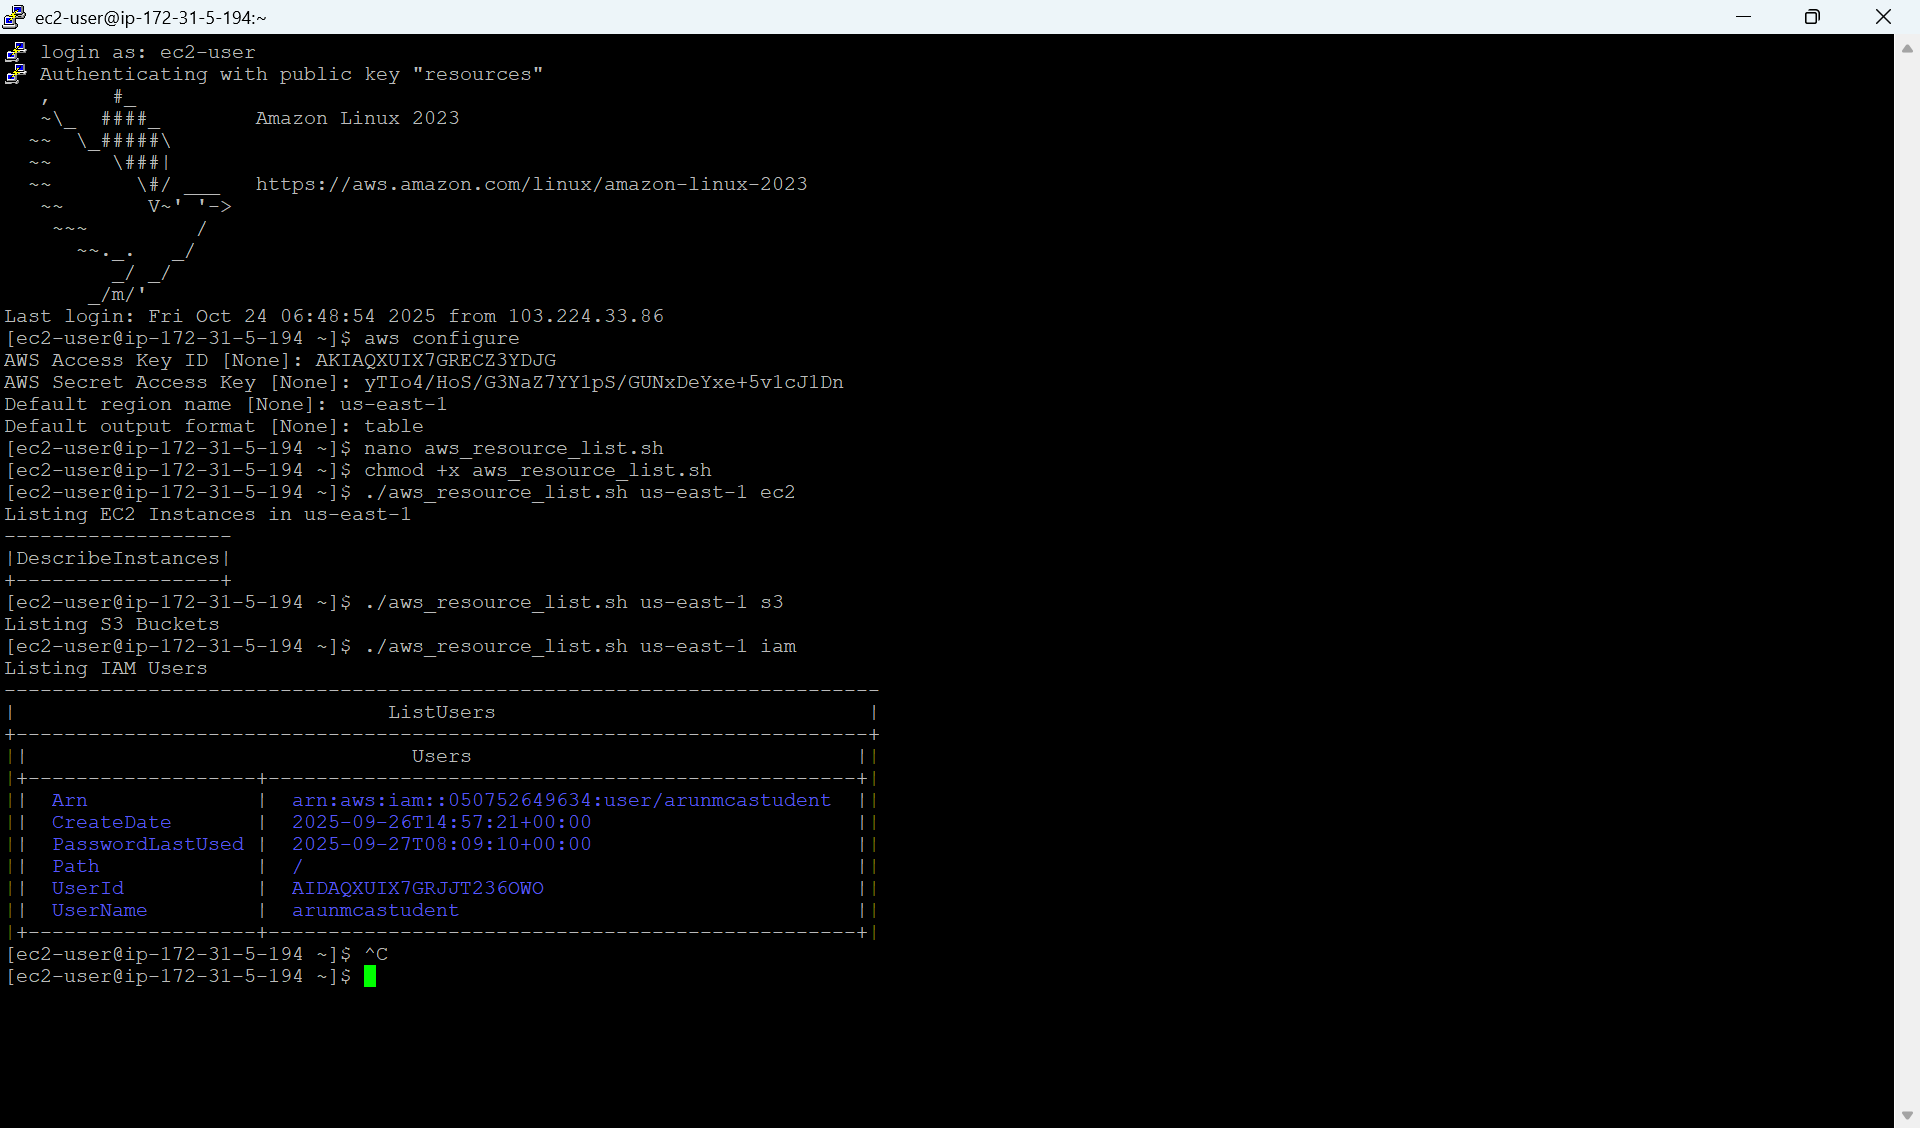 ec2-user@ip-172-31-5-194:~
login as: ec2-user
Authenticating with public key "resources"
Amazon Linux 2023
https://aws.amazon.com/linux/amazon-linux-2023
Last login: Fri Oct 24 06:48:54 2025 from 103.224.33.86
[ec2-user@ip-172-31-5-194 ~]$ aws configure
AWS Access Key ID [None]: AKIAQXUIX7GRECZ3YDJG
AWS Secret Access Key [None]:
Default region name [None]: us-east-1
Default output format [None]: table
[ec2-user@ip-172-31-5-194 ~]$ nano aws_resource_list.sh
[ec2-user@ip-172-31-5-194 ~]$ chmod +x aws_resource_list.sh
[ec2-user@ip-172-31-5-194 ~]$ ./aws_resource_list.sh us-east-1 ec2
Listing EC2 Instances in us-east-1
-------------------
|DescribeInstances|
+-----------------+
[ec2-user@ip-172-31-5-194 ~]$ ./aws_resource_list.sh us-east-1 s3
Listing S3 Buckets
[ec2-user@ip-172-31-5-194 ~]$ ./aws_resource_list.sh us-east-1 iam
Listing IAM Users
| ListUsers |
|| Users ||
|| Arn | arn:aws:iam::050752649634:user/arunmcastudent ||
|| CreateDate | 2025-09-26T14:57:21+00:00 ||
|| PasswordLastUsed | 2025-09-27T08:09:10+00:00 ||
|| Path | / ||
|| UserId | AIDAQXUIX7GRJJT236OWO ||
|| UserName | arunmcastudent ||
[ec2-user@ip-172-31-5-194 ~]$ ^C
[ec2-user@ip-172-31-5-194 ~]$